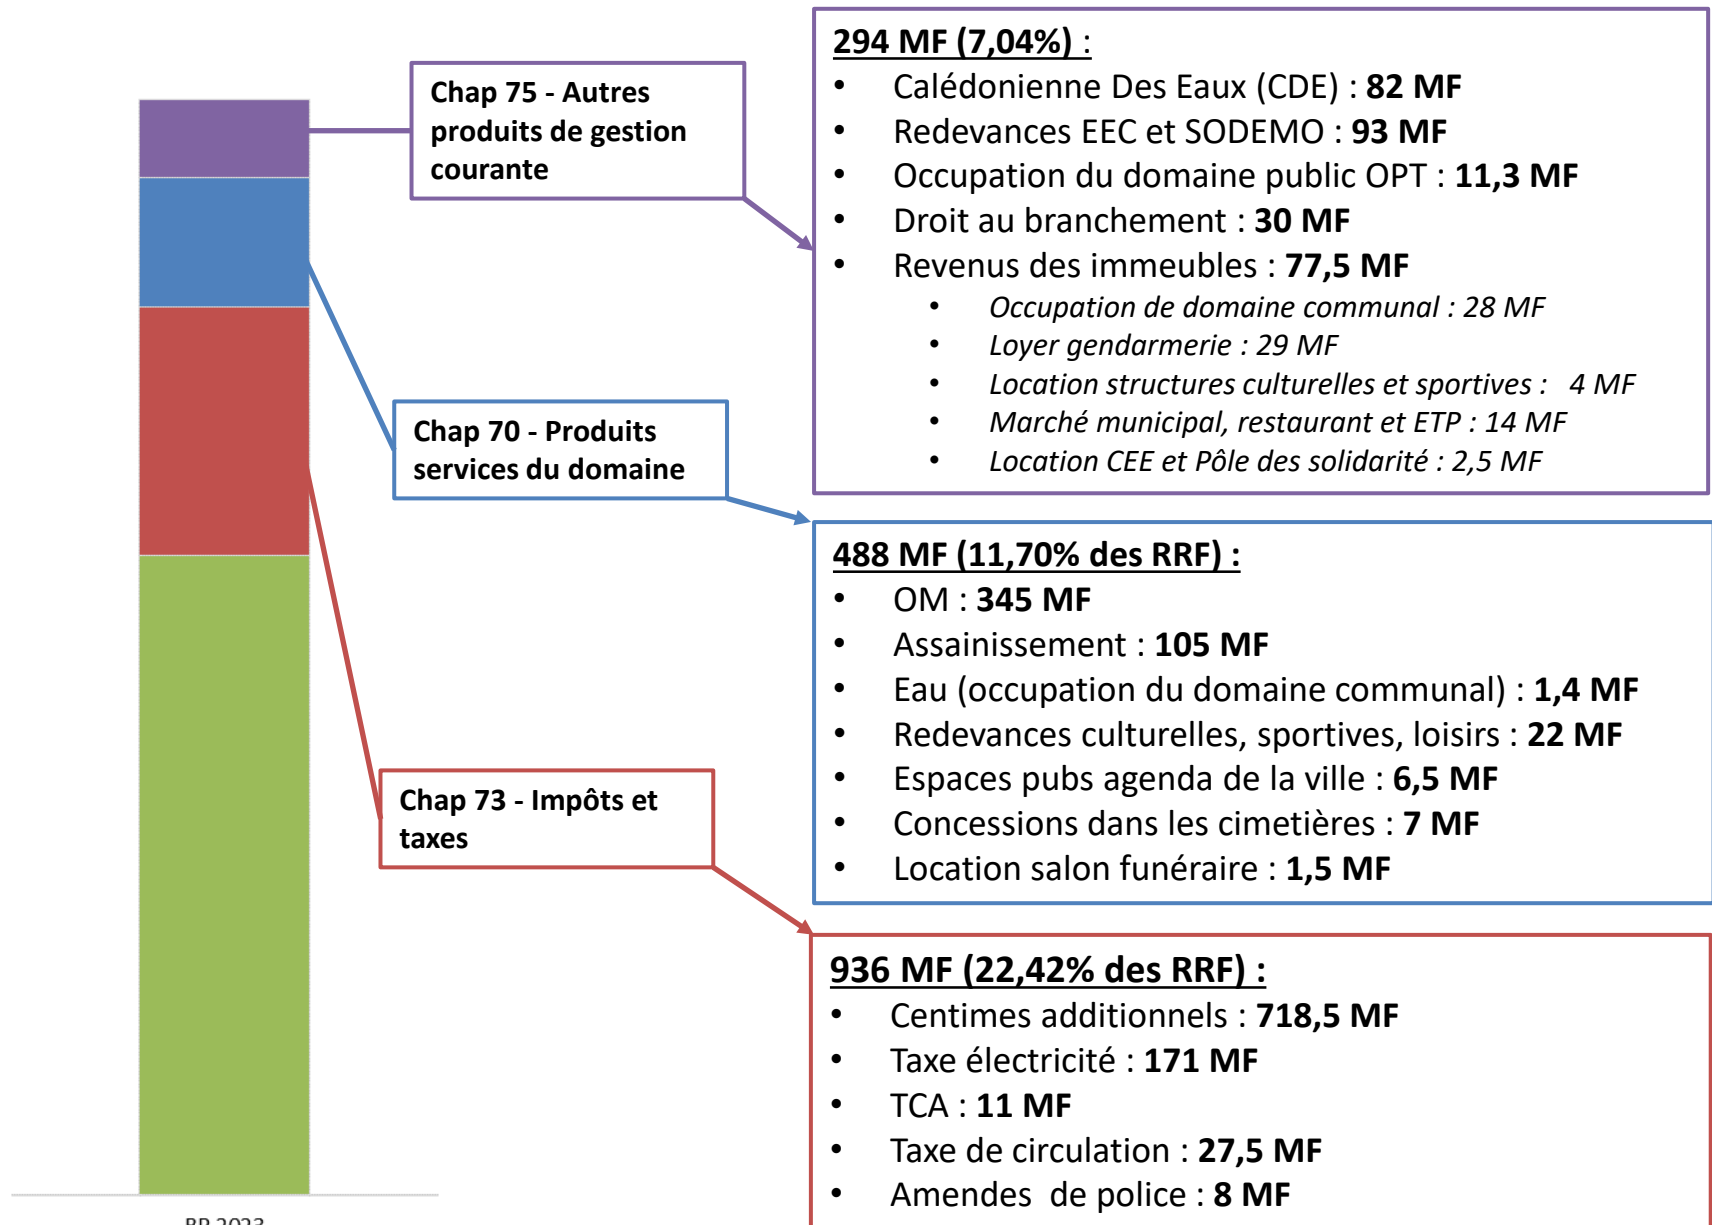 Chap 75 - Autres
produits de gestion
courante
294 MF (7,04%) :
• Calédonienne Des Eaux (CDE) : 82 MF
• Redevances EEC et SODEMO : 93 MF
• Occupation du domaine public OPT : 11,3 MF
• Droit au branchement : 30 MF
• Revenus des immeubles : 77,5 MF
• Occupation de domaine communal : 28 MF
• Loyer gendarmerie : 29 MF
• Location structures culturelles et sportives : 4 MF
• Marché municipal, restaurant et ETP : 14 MF
• Location CEE et Pôle des solidarité : 2,5 MF
Chap 70 - Produits
services du domaine
488 MF (11,70% des RRF) :
• OM : 345 MF
• Assainissement : 105 MF
• Eau (occupation du domaine communal) : 1,4 MF
• Redevances culturelles, sportives, loisirs : 22 MF
• Espaces pubs agenda de la ville : 6,5 MF
• Concessions dans les cimetières : 7 MF
• Location salon funéraire : 1,5 MF
Chap 73 - Impôts et
taxes
936 MF (22,42% des RRF) :
• Centimes additionnels : 718,5 MF
• Taxe électricité : 171 MF
• TCA : 11 MF
• Taxe de circulation : 27,5 MF
• Amendes de police : 8 MF
BP 2023